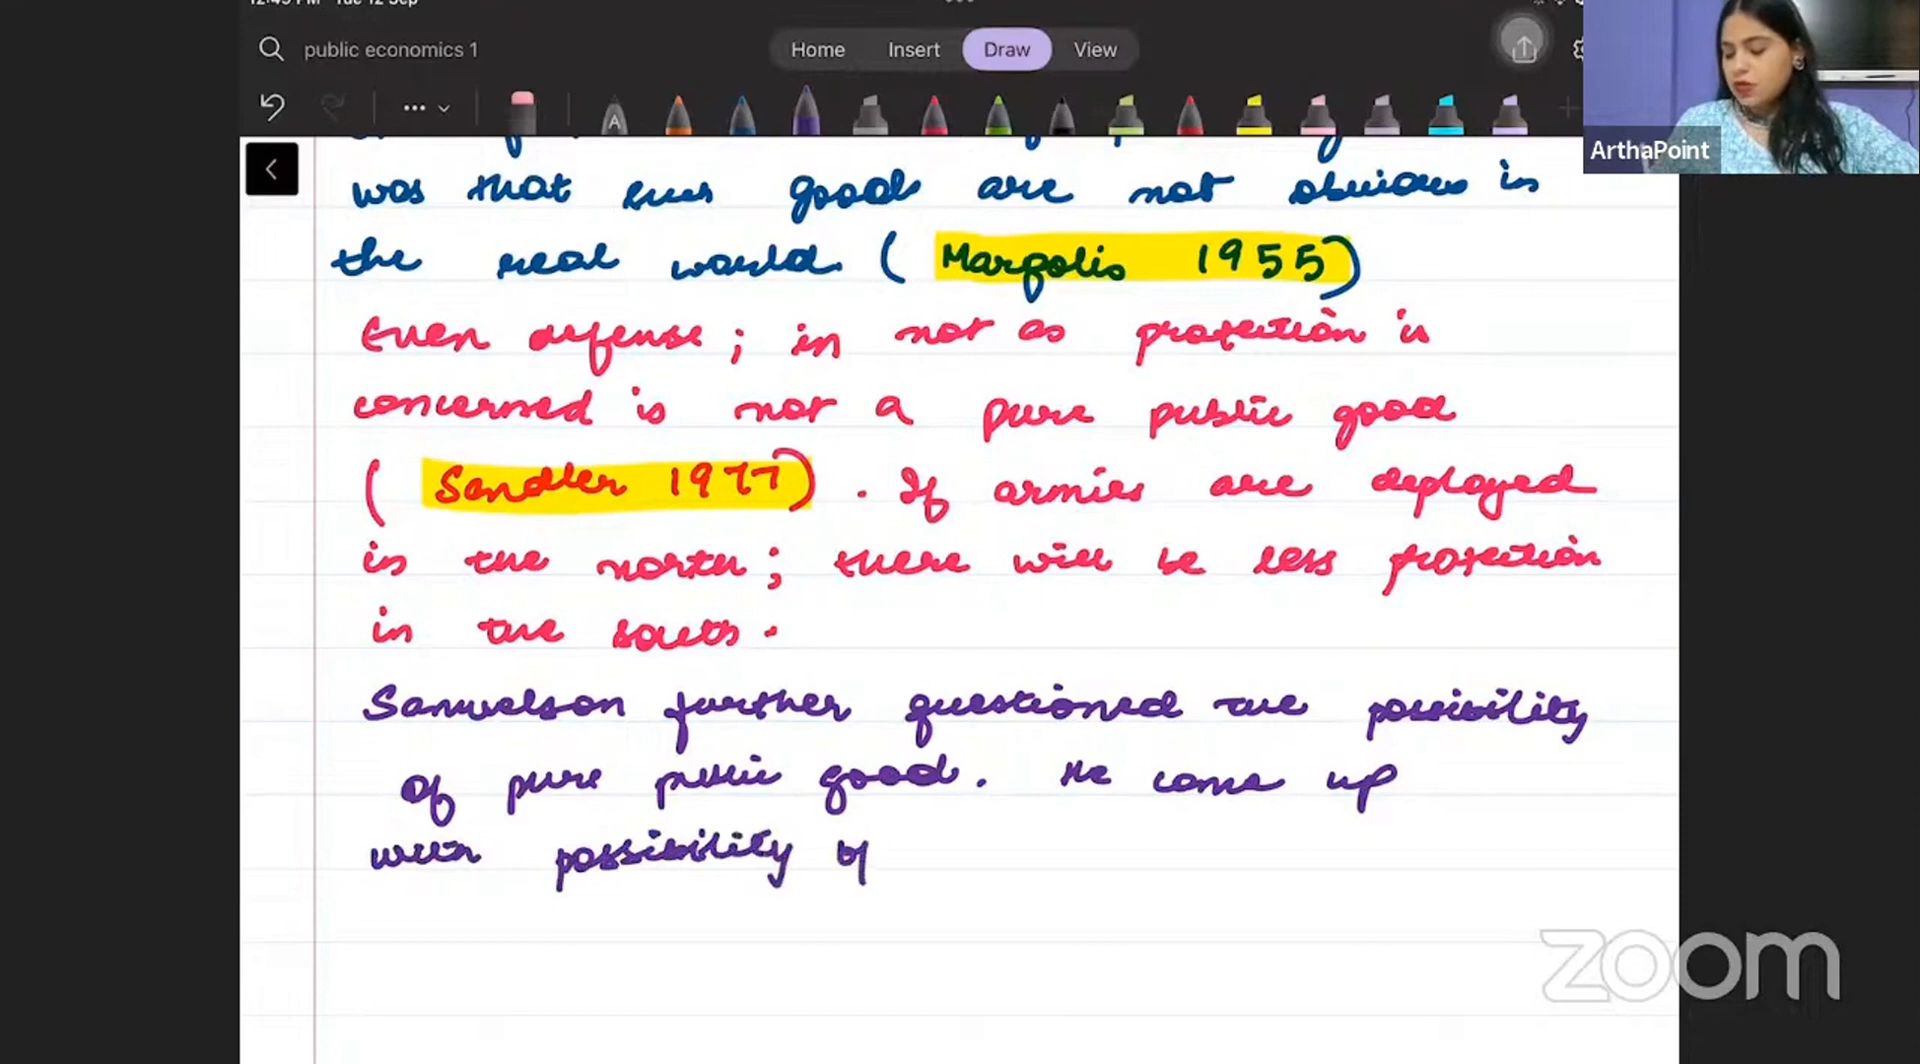 public economics 1
Home Insert Draw View
ArthaPoint
was that such goods are not obvious in
the real world. ( Margolis 1955)
Even defense; in not as protection is
concerned is not a pure public good
( Sandler 1977) . If armies are deployed
in the north; there will be less protection
in the south.
Samuelson further questioned the possibility
of pure public good. He came up
with possibility of
zoom